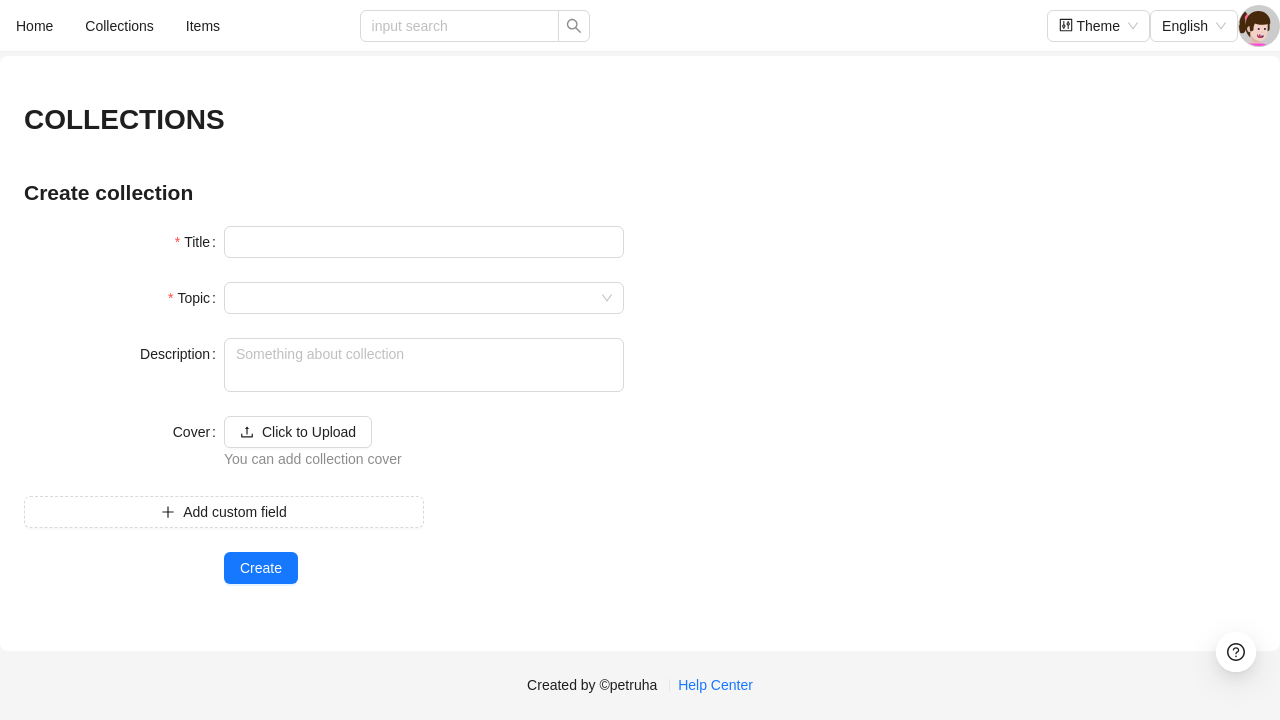 Home Collections Items input search Theme English
COLLECTIONS
Create collection
* Title :
* Topic :
Description : Something about collection
Cover : Click to Upload
You can add collection cover
Add custom field
Create
Created by ©petruha Help Center